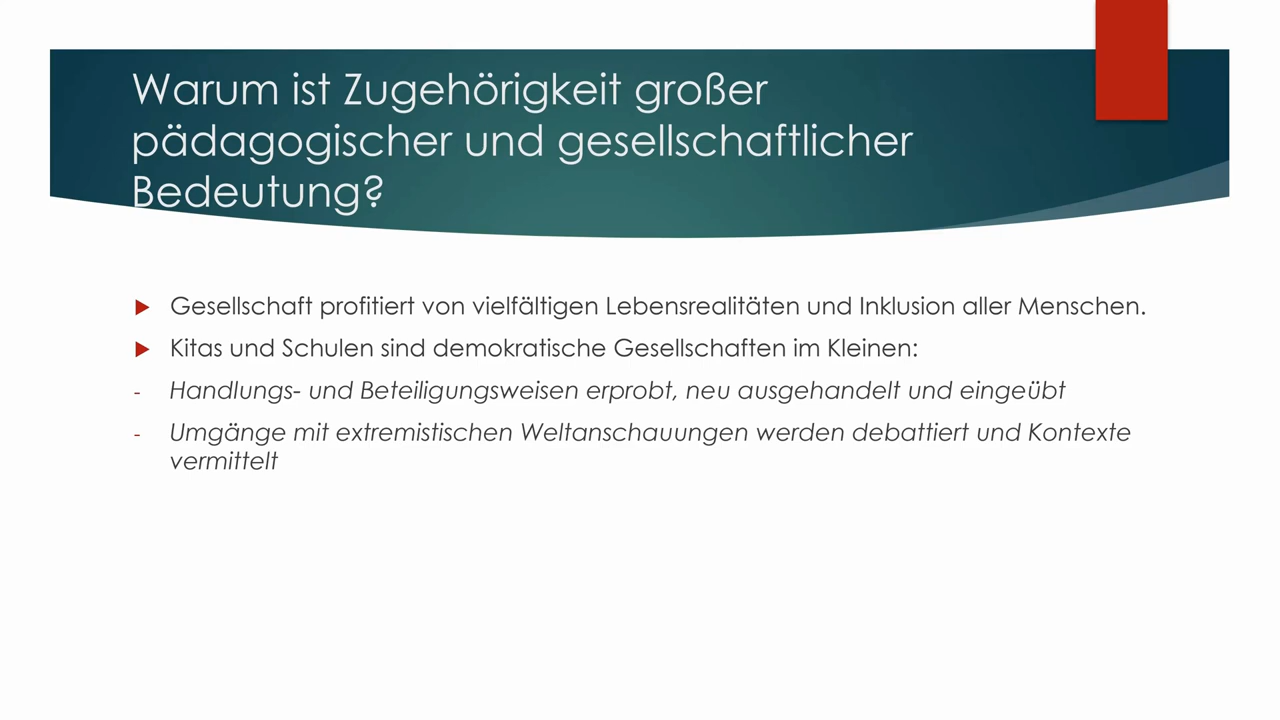 Warum ist Zugehörigkeit großer
pädagogischer und gesellschaftlicher
Bedeutung?
Gesellschaft profitiert von vielfältigen Lebensrealitäten und Inklusion aller Menschen.
Kitas und Schulen sind demokratische Gesellschaften im Kleinen:
- Handlungs- und Beteiligungsweisen erprobt, neu ausgehandelt und eingeübt
- Umgänge mit extremistischen Weltanschauungen werden debattiert und Kontexte
vermittelt